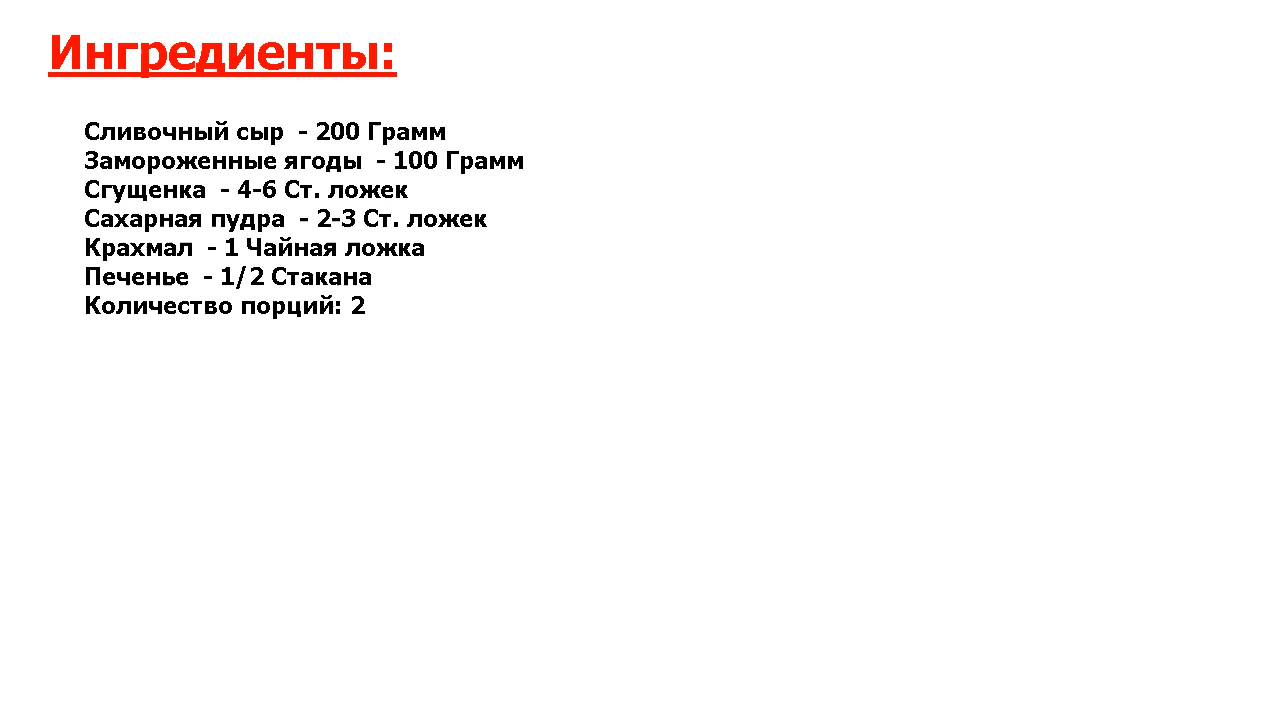 Ингредиенты:
Сливочный сыр  - 200 Грамм
Замороженные ягоды  - 100 Грамм
Сгущенка  - 4-6 Ст. ложек
Сахарная пудра  - 2-3 Ст. ложек
Крахмал  - 1 Чайная ложка
Печенье  - 1/2 Стакана
Количество порций: 2